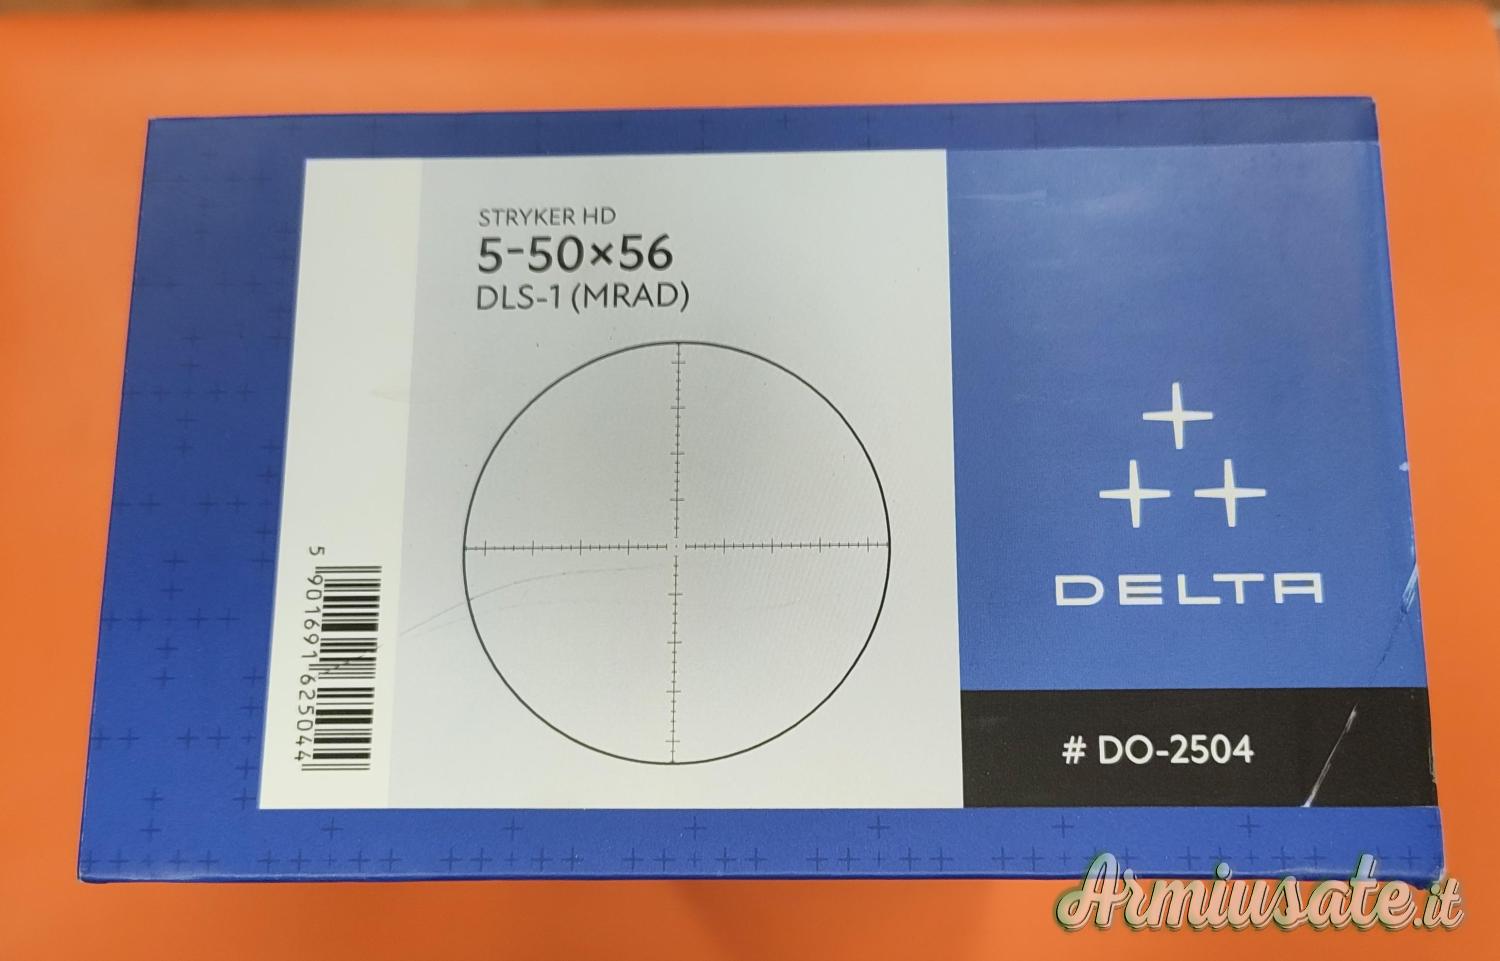 STRYKER HD
5-50×56
DLS-1 (MRAD)
5 901691 625044
DELTA
# DO-2504
Armiusate.it